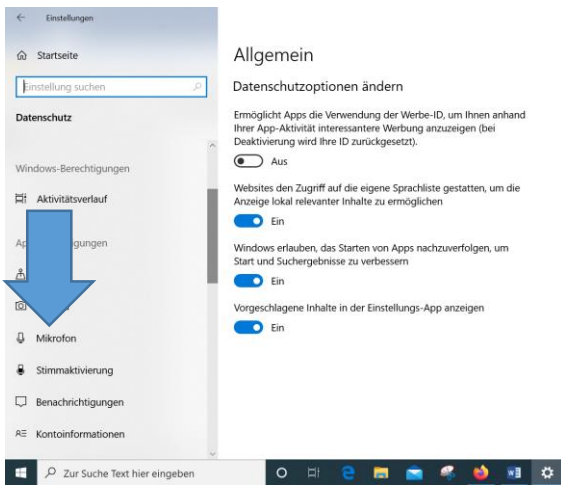 Einstellungen
Startseite
Einstellung suchen
Datenschutz
Windows-Berechtigungen
Aktivitätsverlauf
Mikrofon
Stimmaktivierung
Benachrichtigungen
Kontoinformationen
Allgemein
Datenschutzoptionen ändern
Ermöglicht Apps die Verwendung der Werbe-ID, um Ihnen anhand
Ihrer App-Aktivität interessantere Werbung anzuzeigen (bei
Deaktivierung wird Ihre ID zurückgesetzt).
Aus
Websites den Zugriff auf die eigene Sprachliste gestatten, um die
Anzeige lokal relevanter Inhalte zu ermöglichen
Ein
Windows erlauben, das Starten von Apps nachzuverfolgen, um
Start und Suchergebnisse zu verbessern
Ein
Vorgeschlagene Inhalte in der Einstellungs-App anzeigen
Ein
Zur Suche Text hier eingeben